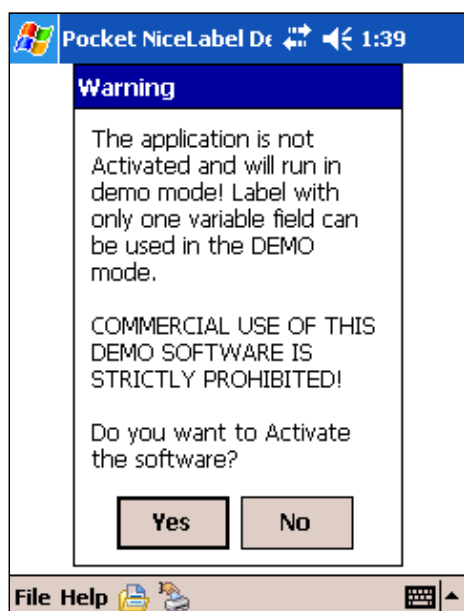 Pocket NiceLabel De 1:39
Warning
The application is not
Activated and will run in
demo mode! Label with
only one variable field can
be used in the DEMO
mode.
COMMERCIAL USE OF THIS
DEMO SOFTWARE IS
STRICTLY PROHIBITED!
Do you want to Activate
the software?
Yes No
File Help